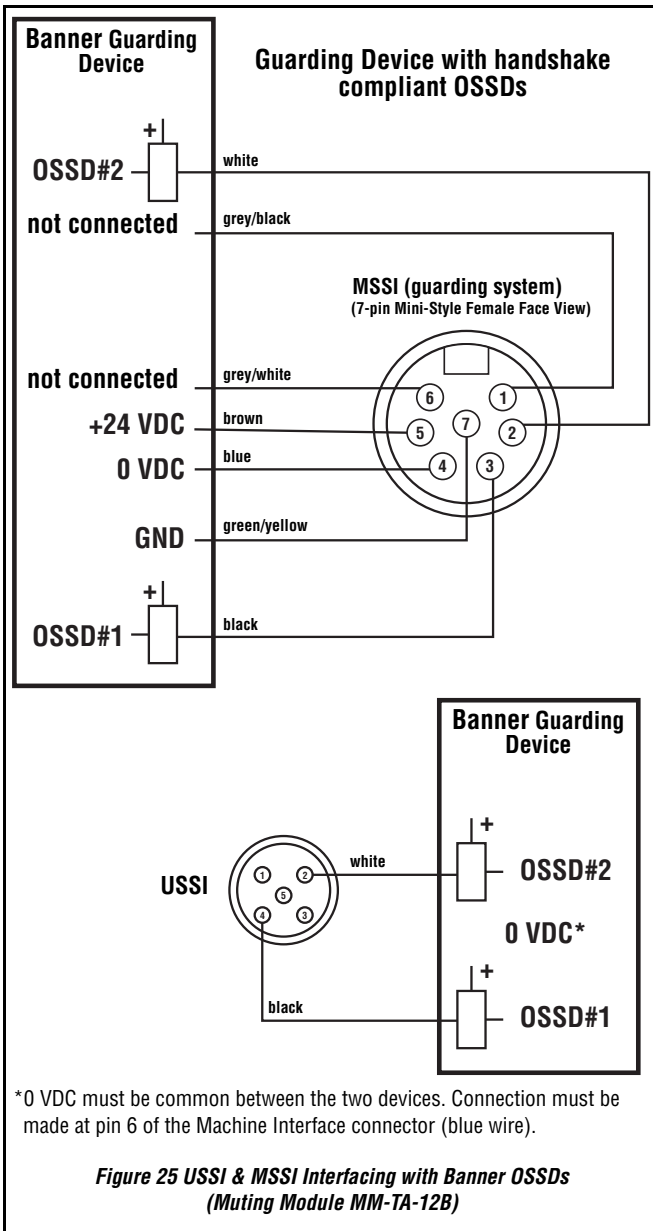 Banner Guarding
Device
Guarding Device with handshake
compliant OSSDs
+
OSSD#2
white
not connected
grey/black
MSSI (guarding system)
(7-pin Mini-Style Female Face View)
not connected
grey/white
+24 VDC
brown
0 VDC
blue
GND
green/yellow
+
OSSD#1
black
6
1
5
7
2
4
3
Banner Guarding
Device
+
OSSD#2
white
USSI
1
2
5
4
3
0 VDC*
+
OSSD#1
black
*0 VDC must be common between the two devices. Connection must be
made at pin 6 of the Machine Interface connector (blue wire).
Figure 25 USSI & MSSI Interfacing with Banner OSSDs
(Muting Module MM-TA-12B)